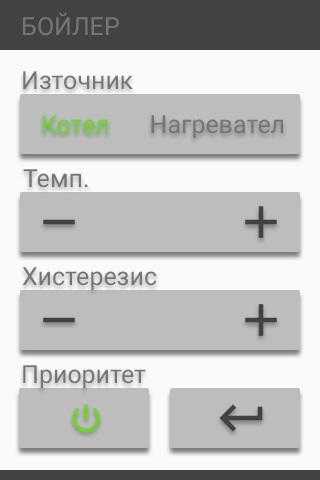 БОЙЛЕР
Източник
Котел Нагревател
Темп.
Хистерезис
Приоритет